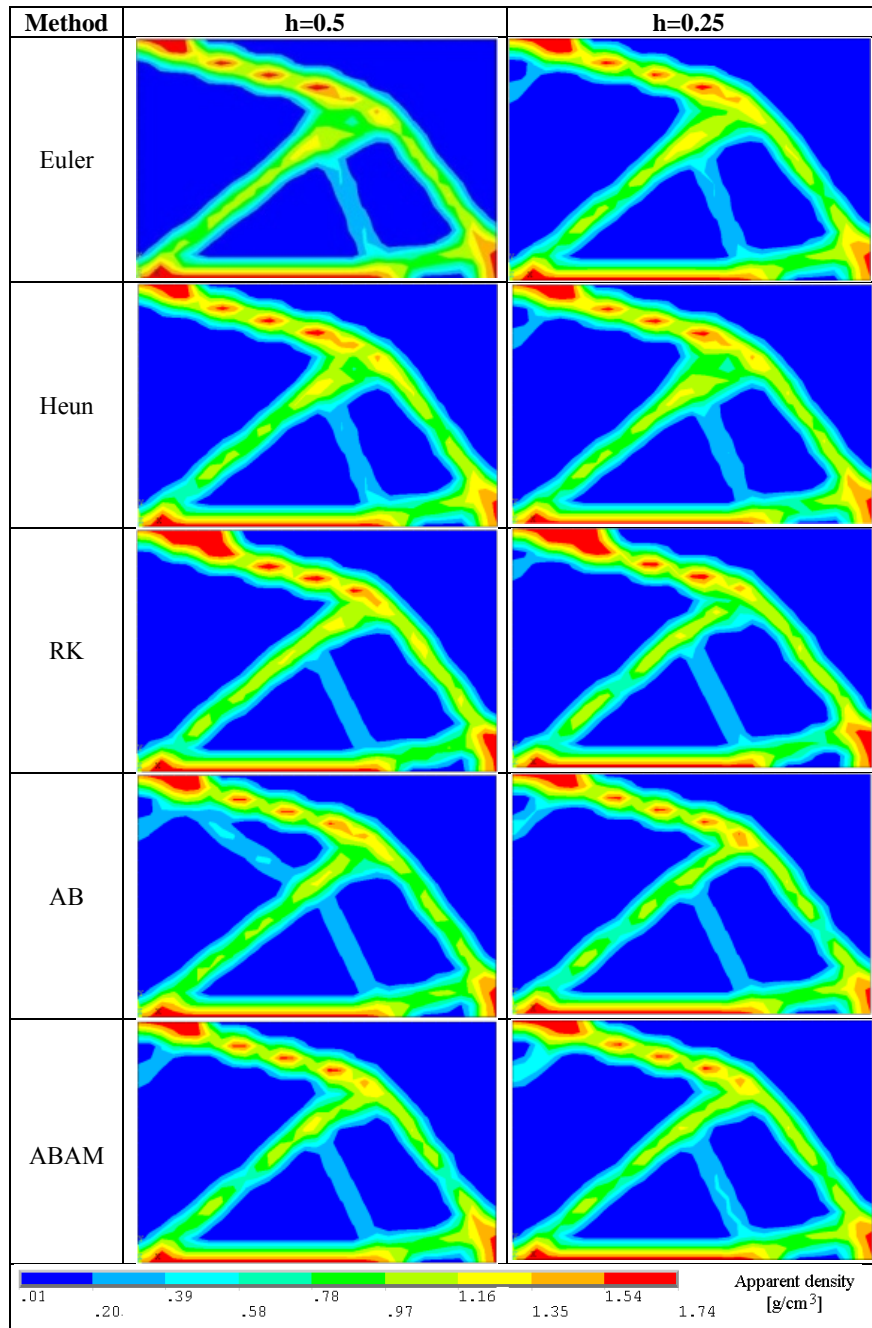 Method h=0.5 h=0.25
Euler
Heun
RK
AB
ABAM
.01 .39 .78 1.16 1.54 Apparent density
.20 .58 .97 1.35 1.74 [g/cm³]